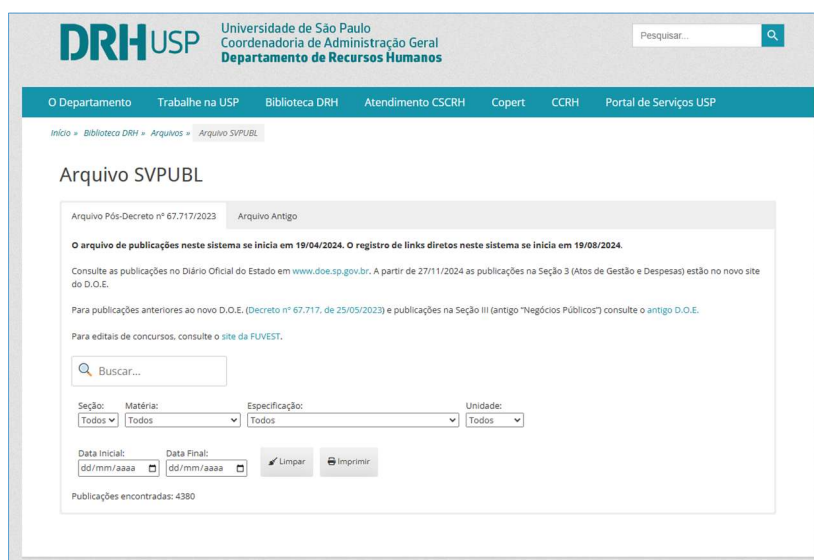 DRH USP
Universidade de São Paulo
Coordenadoria de Administração Geral
Departamento de Recursos Humanos
Pesquisar...
O Departamento Trabalhe na USP Biblioteca DRH Atendimento CSCRH Copert CCRH Portal de Serviços USP
Início » Biblioteca DRH » Arquivos » Arquivo SVPUBL
Arquivo SVPUBL
Arquivo Pós-Decreto nº 67.717/2023 Arquivo Antigo
O arquivo de publicações neste sistema se inicia em 19/04/2024. O registro de links diretos neste sistema se inicia em 19/08/2024.
Consulte as publicações no Diário Oficial do Estado em www.doe.sp.gov.br. A partir de 27/11/2024 as publicações na Seção 3 (Atos de Gestão e Despesas) estão no novo site
do D.O.E.
Para publicações anteriores ao novo D.O.E. (Decreto nº 67.717, de 25/05/2023) e publicações na Seção III (antigo "Negócios Públicos") consulte o antigo D.O.E.
Para editais de concursos, consulte o site da FUVEST.
Buscar...
Seção: Matéria: Especificação: Unidade:
Todos Todos Todos Todos
Data Inicial: Data Final:
dd/mm/aaaa dd/mm/aaaa Limpar Imprimir
Publicações encontradas: 4380